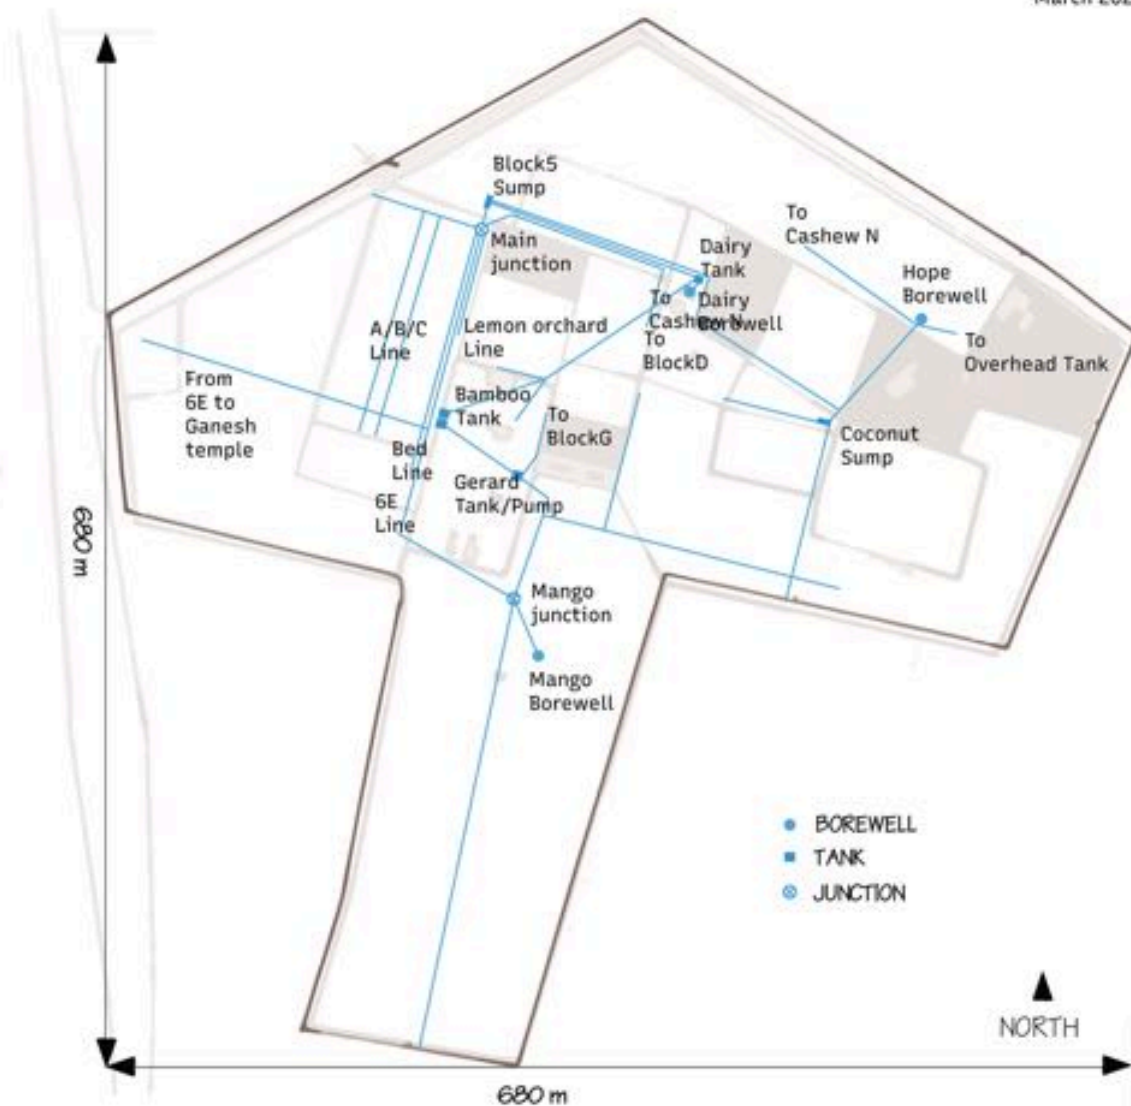 Block5
Sump
Main
junction
To
Cashew N
Dairy
Tank
Hope
Borewell
To
Cashew N
Dairy
Borewell
To
BlockD
To
Overhead Tank
A/B/C
Line
Lemon orchard
Line
From
6E to
Ganesh
temple
Bamboo
Tank
To
BlockG
Bed
Line
Coconut
Sump
Gerard
Tank/Pump
6E
Line
680 m
Mango
junction
Mango
Borewell
BOREWELL
TANK
JUNCTION
NORTH
680 m